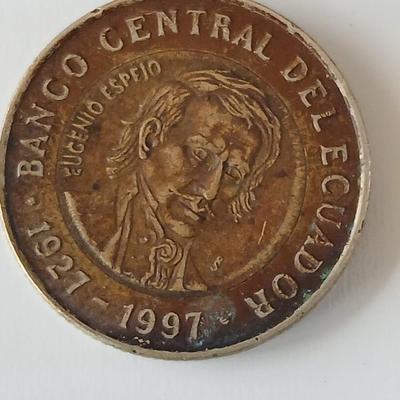 BANCO CENTRAL DEL ECUADOR
1927-1997
EUGENIO ESPEJO